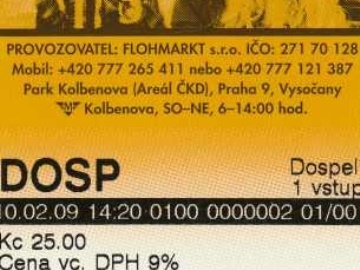 PROVOZOVATEL: FLOHMARKT s.r.o. IČO: 271 70 128
Mobil: +420 777 265 411 nebo +420 777 121 387
Park Kolbenova (Areál ČKD), Praha 9, Vysočany
Kolbenova, SO–NE, 6–14:00 hod.
DOSP
Dospel
1 vstup
10.02.09 14:20 0100 0000002 01/00
Kc 25.00
Cena vc. DPH 9%